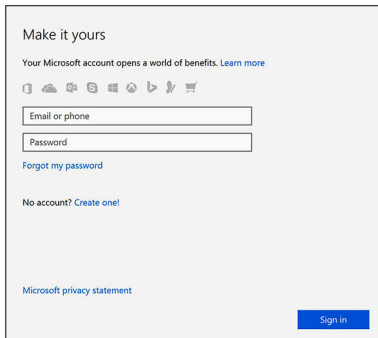 Make it yours
Your Microsoft account opens a world of benefits. Learn more
Email or phone
Password
Forgot my password
No account? Create one!
Microsoft privacy statement
Sign in